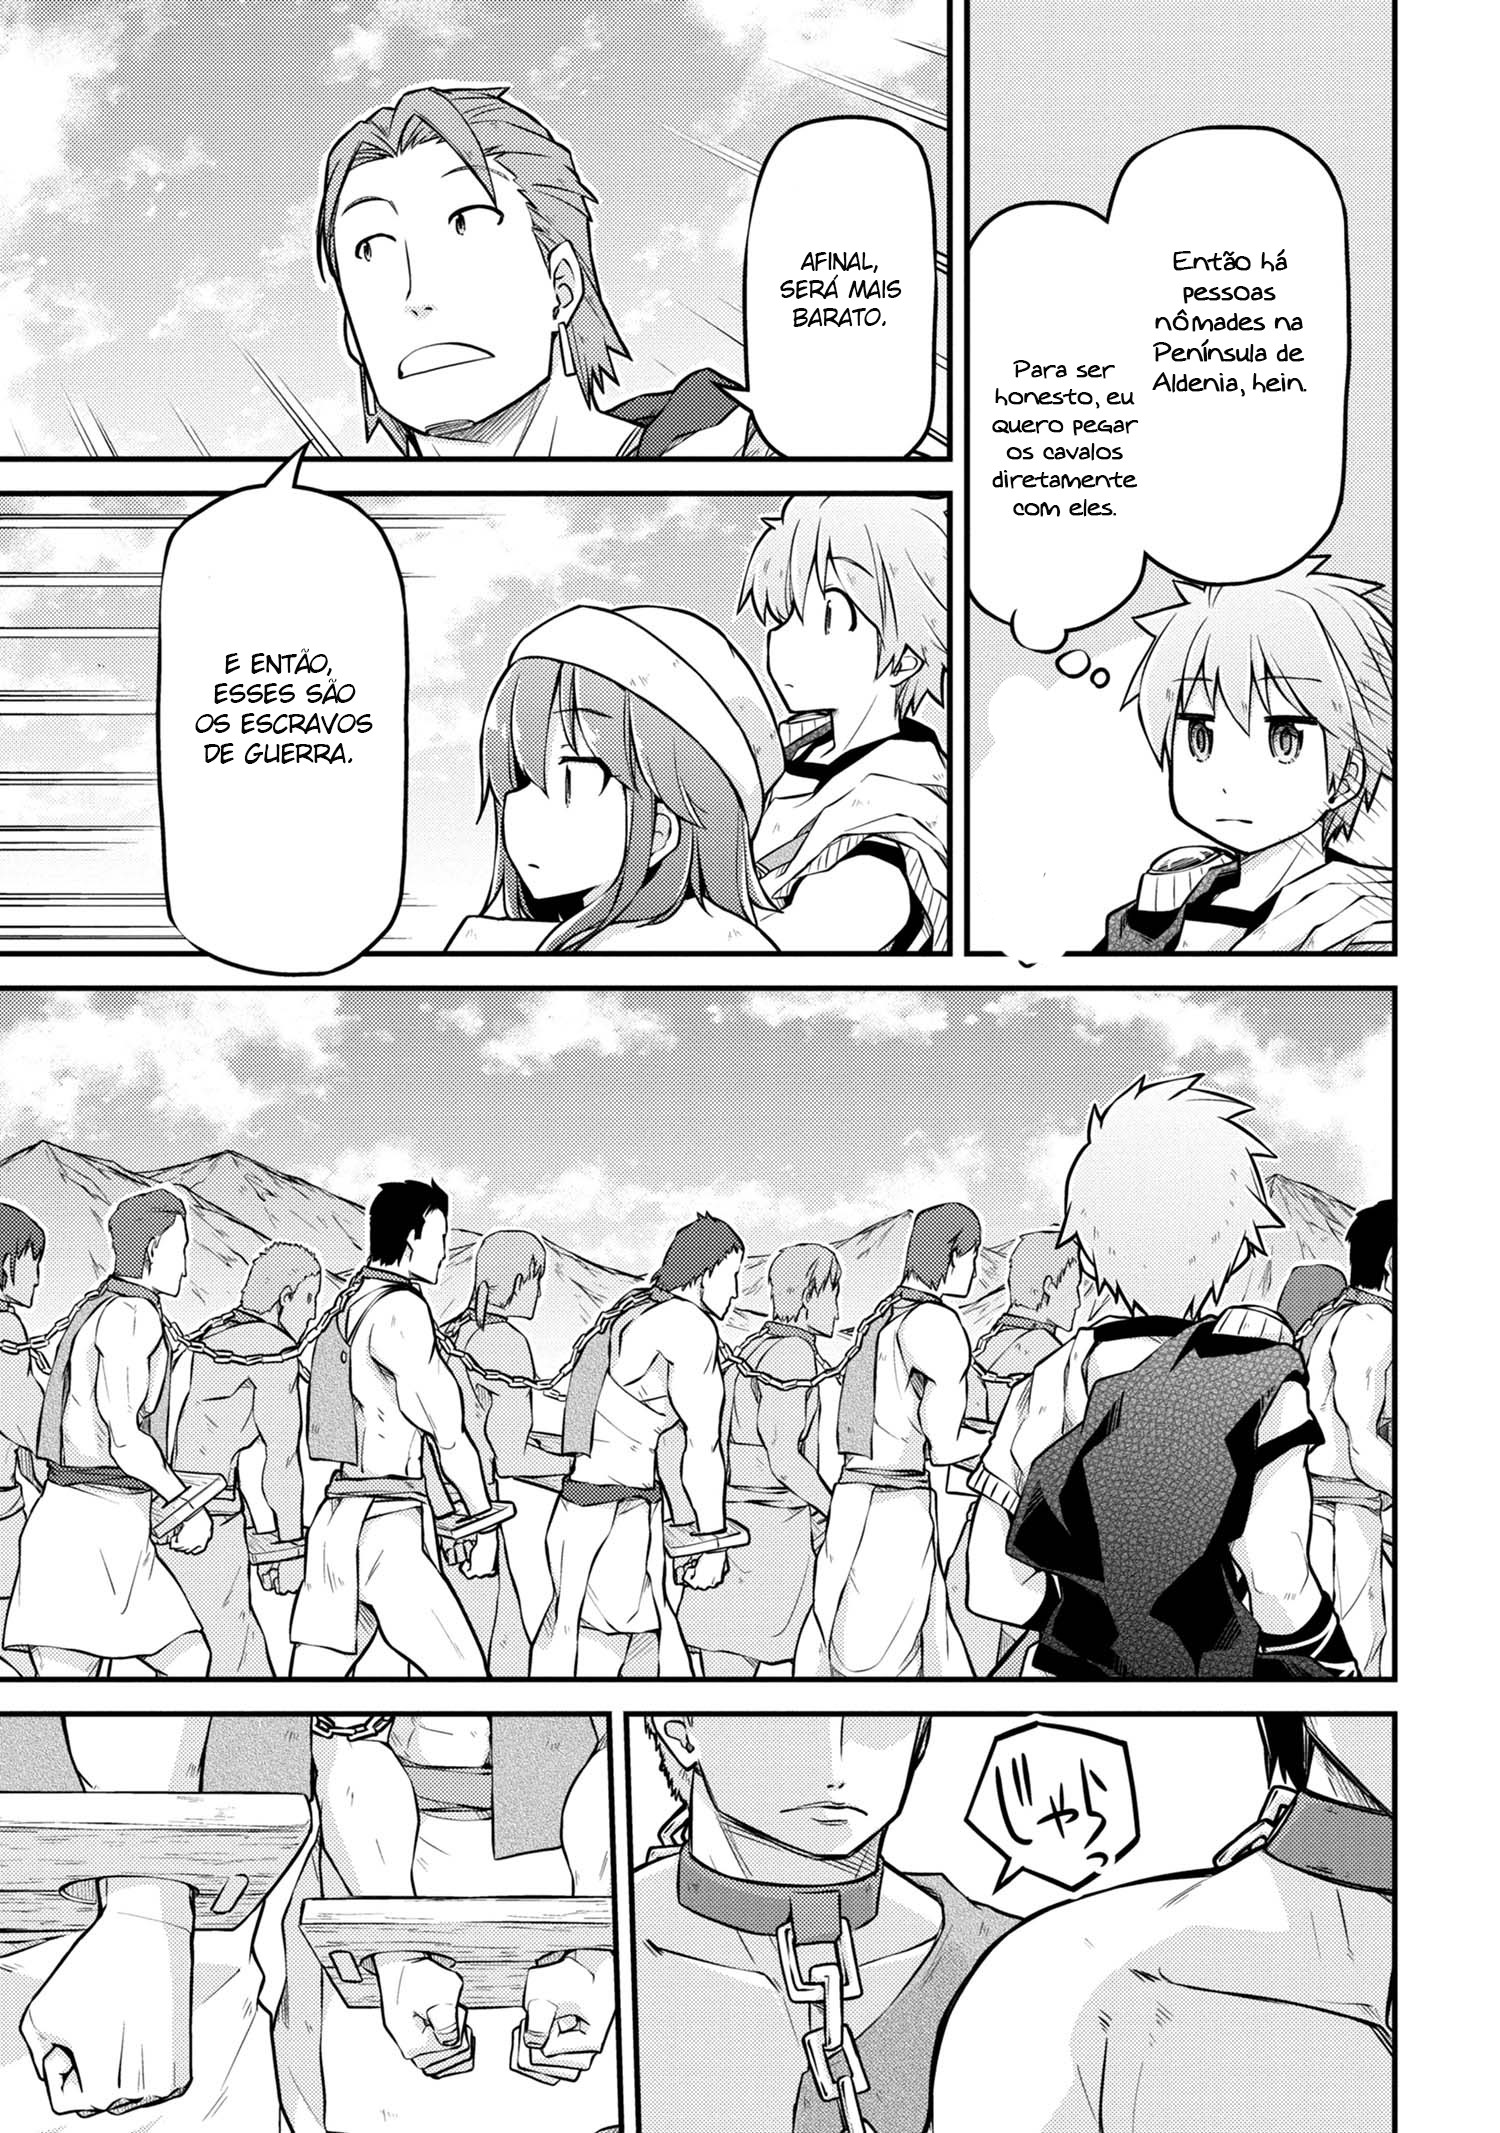 Então há
pessoas
nômades na
Península de
Aldenia, hein.
Para ser
honesto, eu
quero pegar
os cavalos
diretamente
com eles.
AFINAL,
SERÁ MAIS
BARATO.
E ENTÃO,
ESSES SÃO
OS ESCRAVOS
DE GUERRA.
じゃらっ